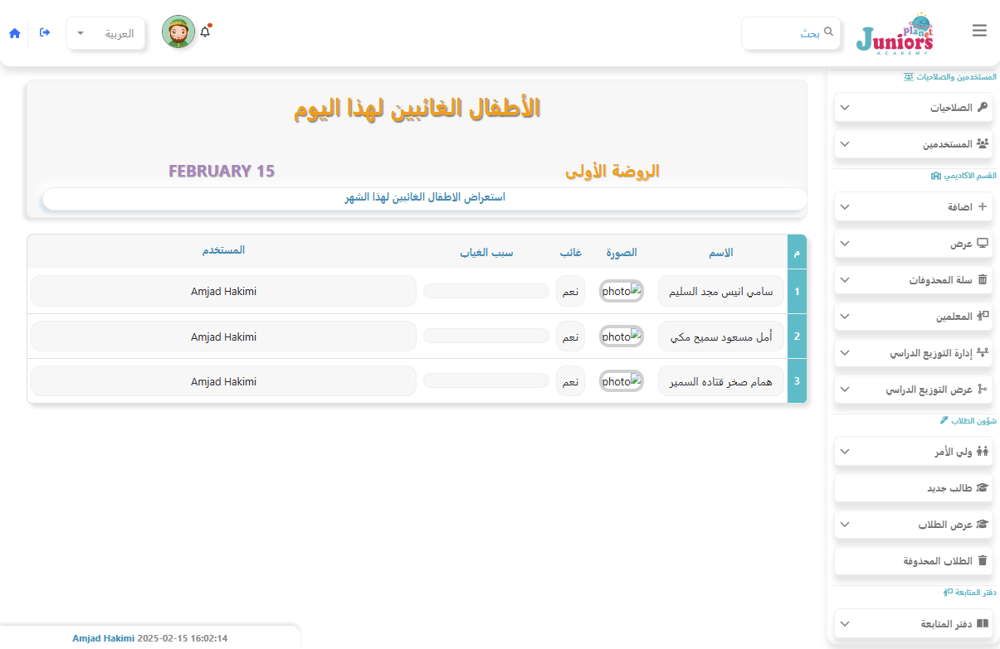 Juniors planet
ACADEMY
بحث
العربية
المستخدمين والصلاحيات
الصلاحيات
المستخدمين
القسم الاكاديمي
اضافة
عرض
سلة المحذوفات
المعلمين
إدارة التوزيع الدراسي
عرض التوزيع الدراسي
شؤون الطلاب
ولي الأمر
طالب جديد
عرض الطلاب
الطلاب المحذوفة
دفتر المتابعة
دفتر المتابعة
الأطفال الغائبين لهذا اليوم
الروضة الأولى
FEBRUARY 15
استعراض الاطفال الغائبين لهذا الشهر
م الاسم الصورة غائب سبب الغياب المستخدم
1 سامي انيس مجد السليم photo نعم Amjad Hakimi
2 أمل مسعود سميح مكي photo نعم Amjad Hakimi
3 همام صخر قتاده السمير photo نعم Amjad Hakimi
Amjad Hakimi 2025-02-15 16:02:14